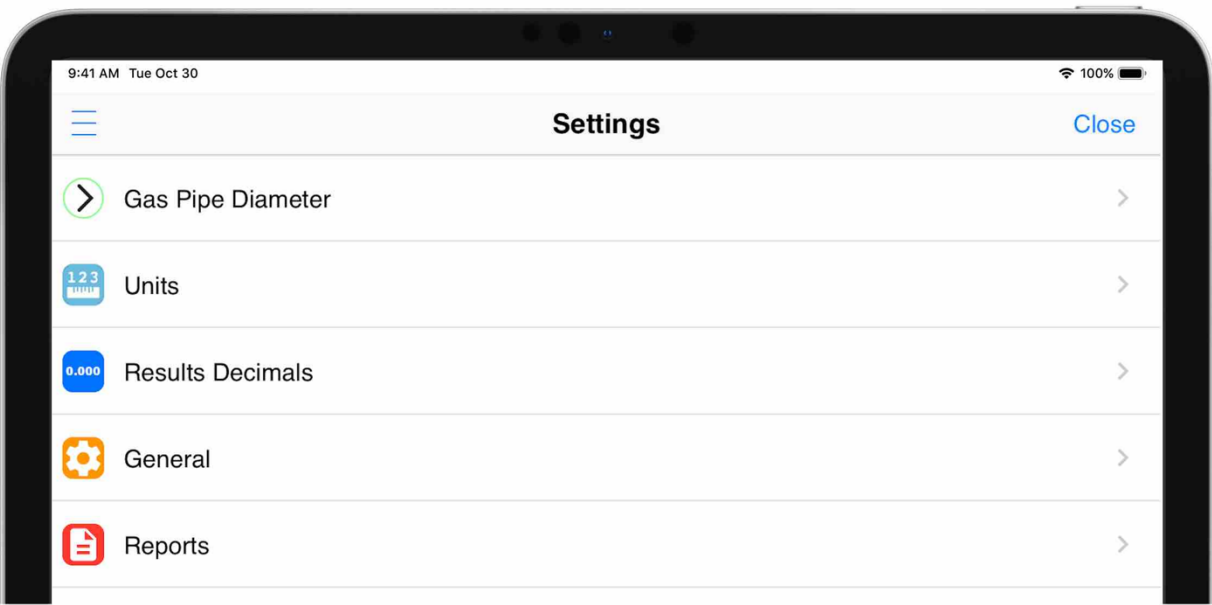 9:41 AM Tue Oct 30
100%
Settings
Close
Gas Pipe Diameter
123
Units
0.000
Results Decimals
General
Reports